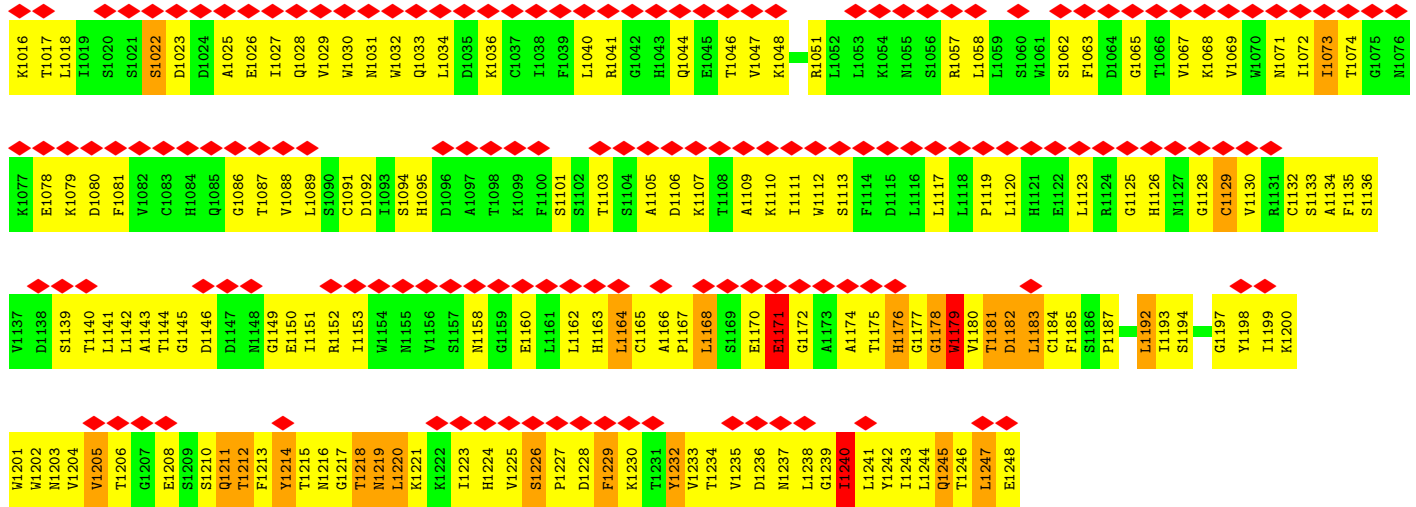 K1016 T1017 L1018 I1019 S1020 S1021 S1022 D1023 D1024 A1025 E1026 I1027 Q1028 V1029 W1030 N1031 W1032 Q1033 L1034 D1035 K1036 C1037 I1038 F1039 L1040 R1041 G1042 H1043 Q1044 E1045 T1046 V1047 K1048 R1051 L1052 L1053 K1054 N1055 S1056 R1057 L1058 L1059 S1060 W1061 S1062 F1063 D1064 G1065 T1066 V1067 K1068 V1069 W1070 N1071 I1072 I1073 T1074 G1075 N1076
K1077 E1078 K1079 D1080 F1081 V1082 C1083 H1084 Q1085 G1086 T1087 V1088 L1089 S1090 C1091 D1092 I1093 S1094 H1095 D1096 A1097 T1098 K1099 F1100 S1101 S1102 T1103 S1104 A1105 D1106 K1107 T1108 A1109 K1110 I1111 W1112 S1113 F1114 D1115 L1116 L1117 L1118 P1119 L1120 H1121 E1122 L1123 R1124 G1125 H1126 N1127 G1128 C1129 V1130 R1131 C1132 S1133 A1134 F1135 S1136
V1137 D1138 S1139 T1140 L1141 L1142 A1143 T1144 G1145 D1146 D1147 N1148 G1149 E1150 I1151 R1152 I1153 W1154 N1155 V1156 S1157 N1158 G1159 E1160 L1161 L1162 H1163 L1164 C1165 A1166 P1167 L1168 S1169 E1170 E1171 G1172 A1173 A1174 T1175 H1176 G1177 G1178 W1179 V1180 T1181 D1182 L1183 C1184 F1185 S1186 P1187 L1192 I1193 S1194 G1197 Y1198 I1199 K1200
W1201 W1202 N1203 V1204 V1205 T1206 G1207 E1208 S1209 S1210 Q1211 T1212 F1213 Y1214 T1215 N1216 G1217 T1218 N1219 L1220 K1221 K1222 I1223 H1224 V1225 S1226 P1227 D1228 F1229 K1230 T1231 Y1232 V1233 T1234 V1235 D1236 N1237 L1238 G1239 I1240 L1241 Y1242 I1243 L1244 Q1245 T1246 L1247 E1248